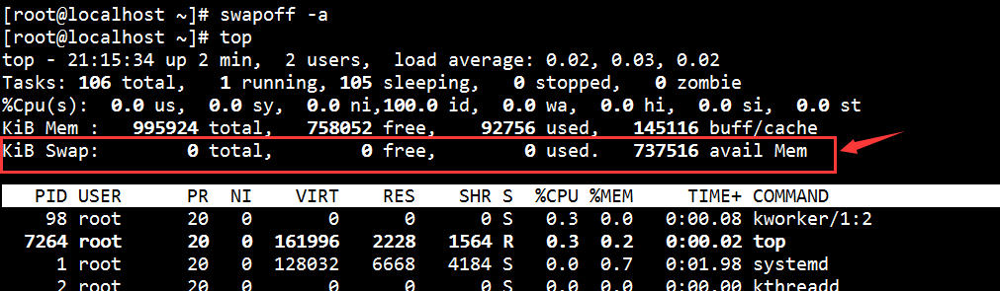 [root@localhost ~]# swapoff -a
[root@localhost ~]# top
top - 21:15:34 up 2 min,  2 users,  load average: 0.02, 0.03, 0.02
Tasks: 106 total,   1 running, 105 sleeping,   0 stopped,   0 zombie
%Cpu(s):  0.0 us,  0.0 sy,  0.0 ni,100.0 id,  0.0 wa,  0.0 hi,  0.0 si,  0.0 st
KiB Mem :   995924 total,   758052 free,    92756 used,   145116 buff/cache
KiB Swap:        0 total,        0 free,        0 used.   737516 avail Mem
PID USER      PR  NI    VIRT    RES    SHR S  %CPU %MEM     TIME+ COMMAND
98 root      20   0       0      0      0 S   0.3  0.0   0:00.08 kworker/1:2
7264 root      20   0  161996   2228   1564 R   0.3  0.2   0:00.02 top
1 root      20   0  128032   6668   4184 S   0.0  0.7   0:01.98 systemd
2 root      20   0       0      0      0 S   0.0  0.0   0:00.00 kthreadd